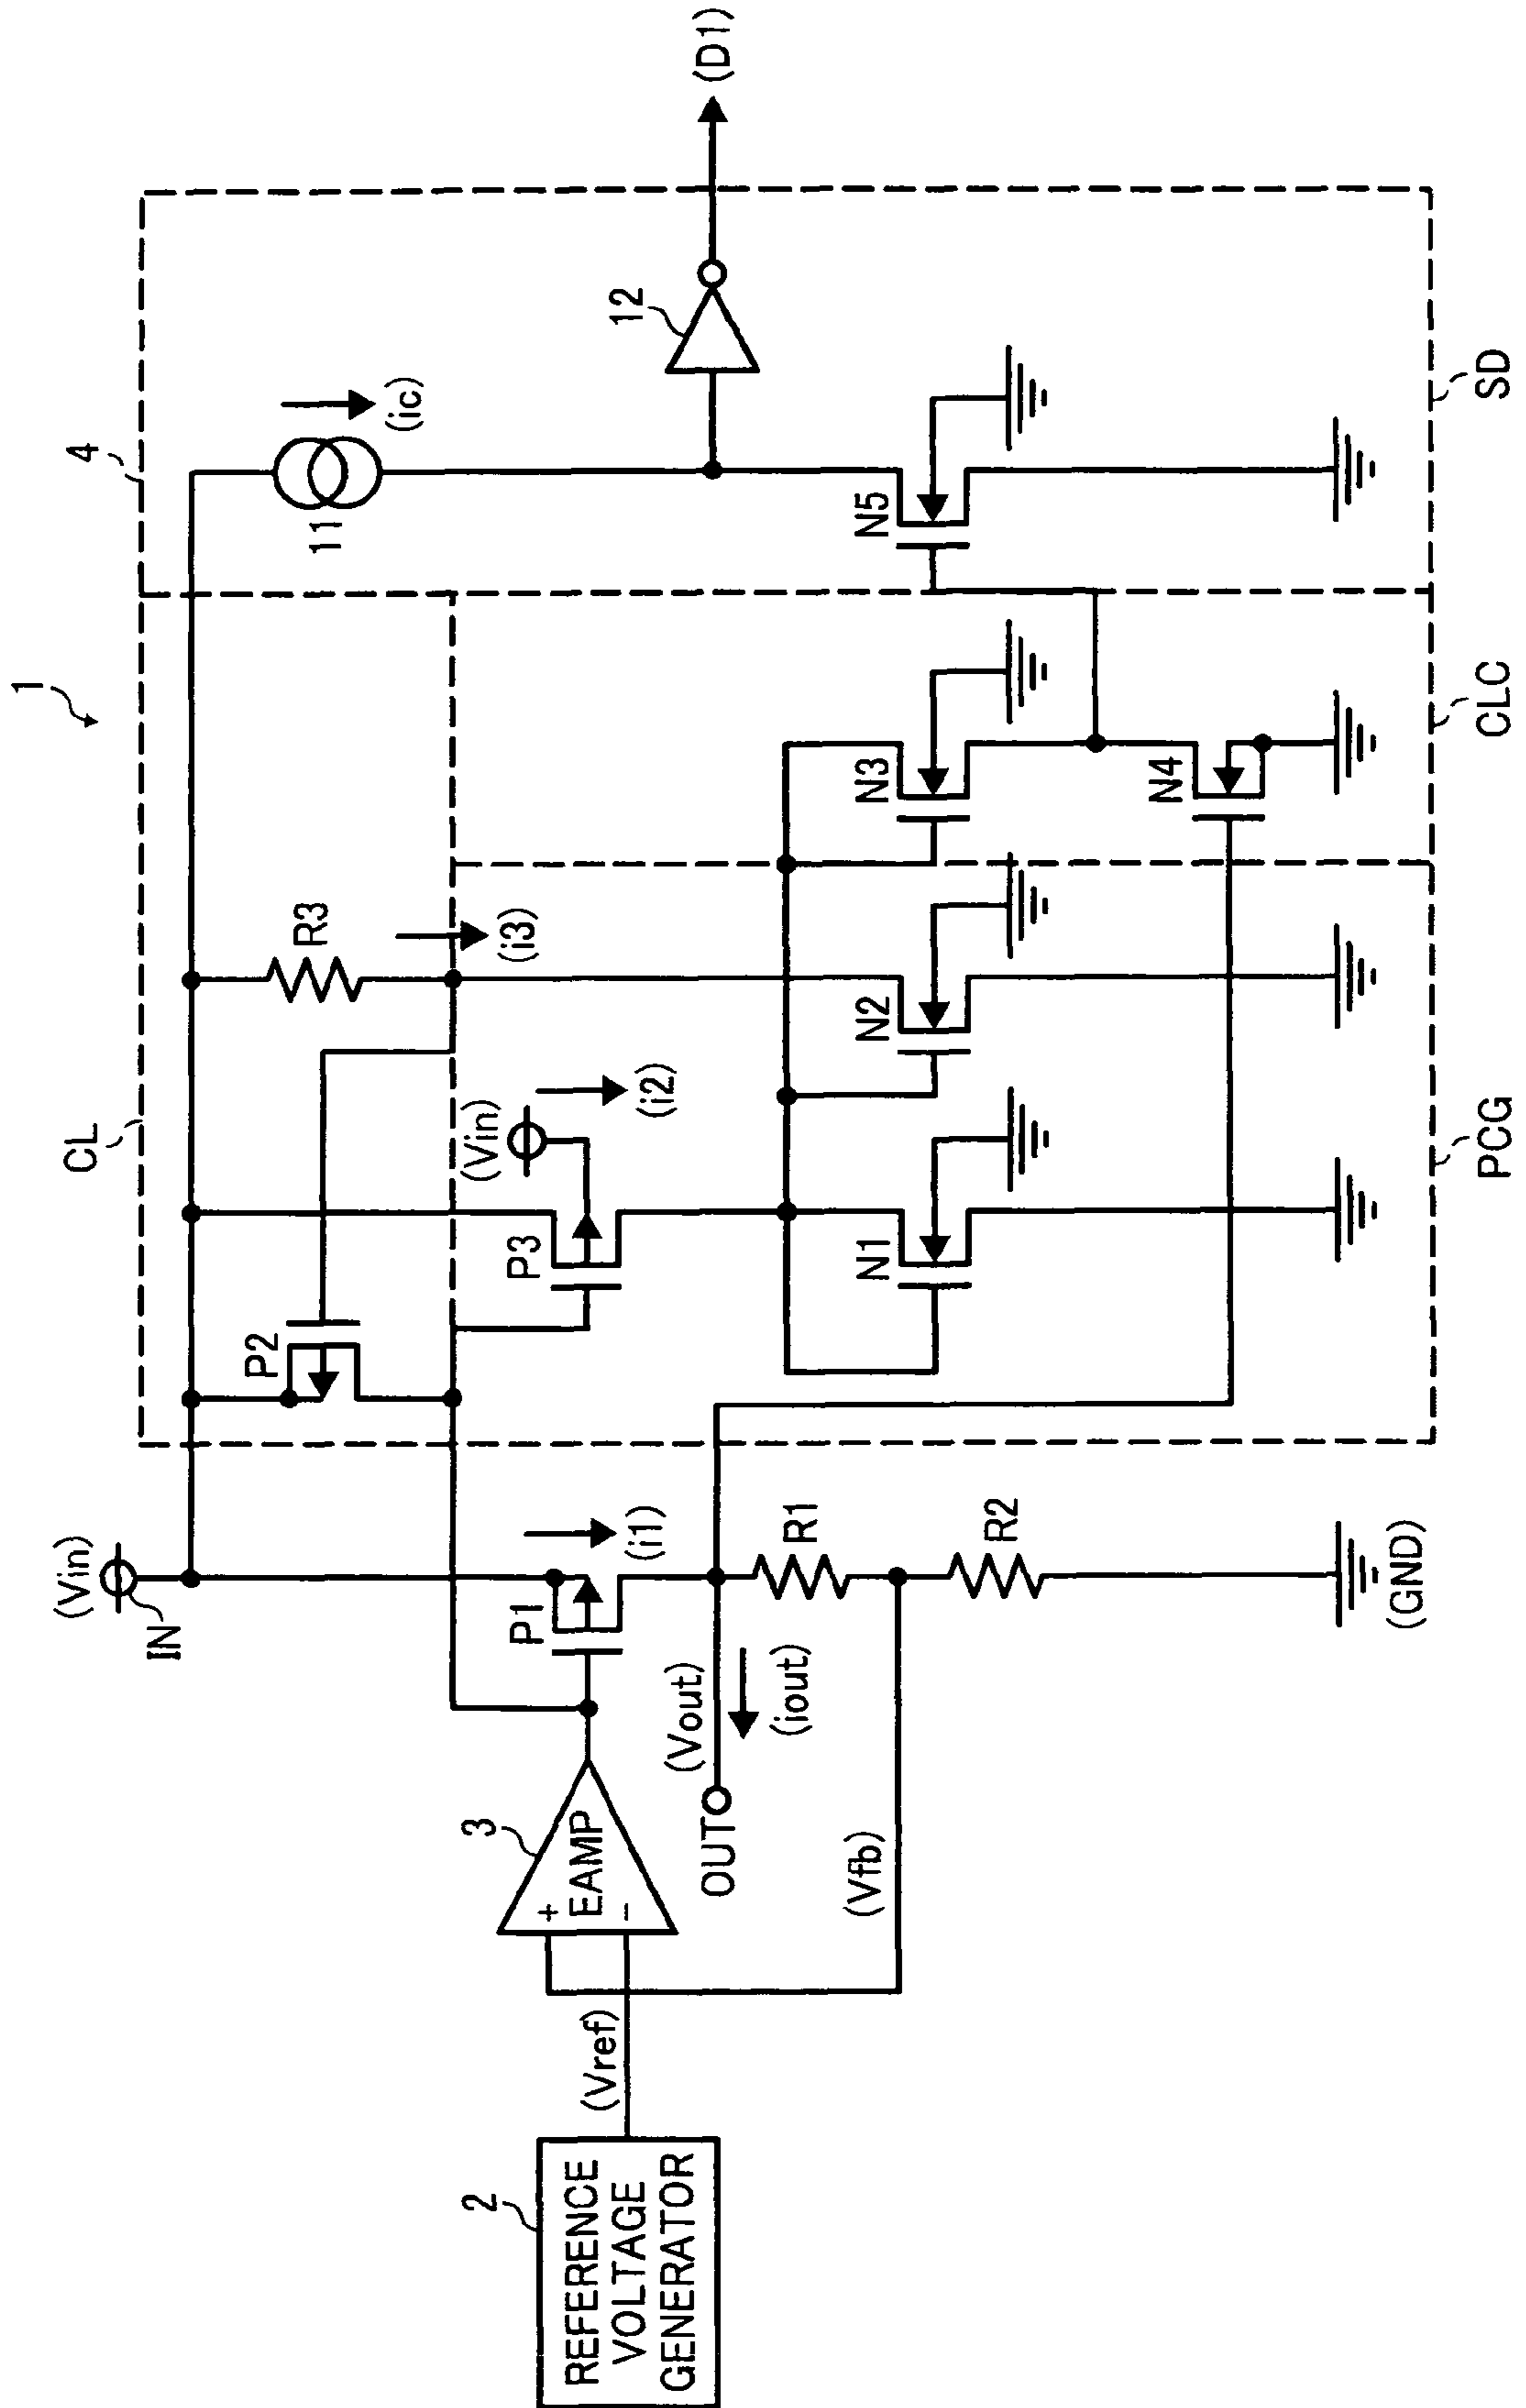 1
(Vin)
IN
CL
4
P2
R3
(i3)
11
(ic)
12
(D1)
2
REFERENCE
VOLTAGE
GENERATOR
(Vref)
3
EAMP
+
-
P1
(i1)
P3
(Vin)
(i2)
(Vout)
OUT
(iout)
(Vfb)
R1
R2
(GND)
N1
N2
N3
N4
N5
PCG
CLC
SD